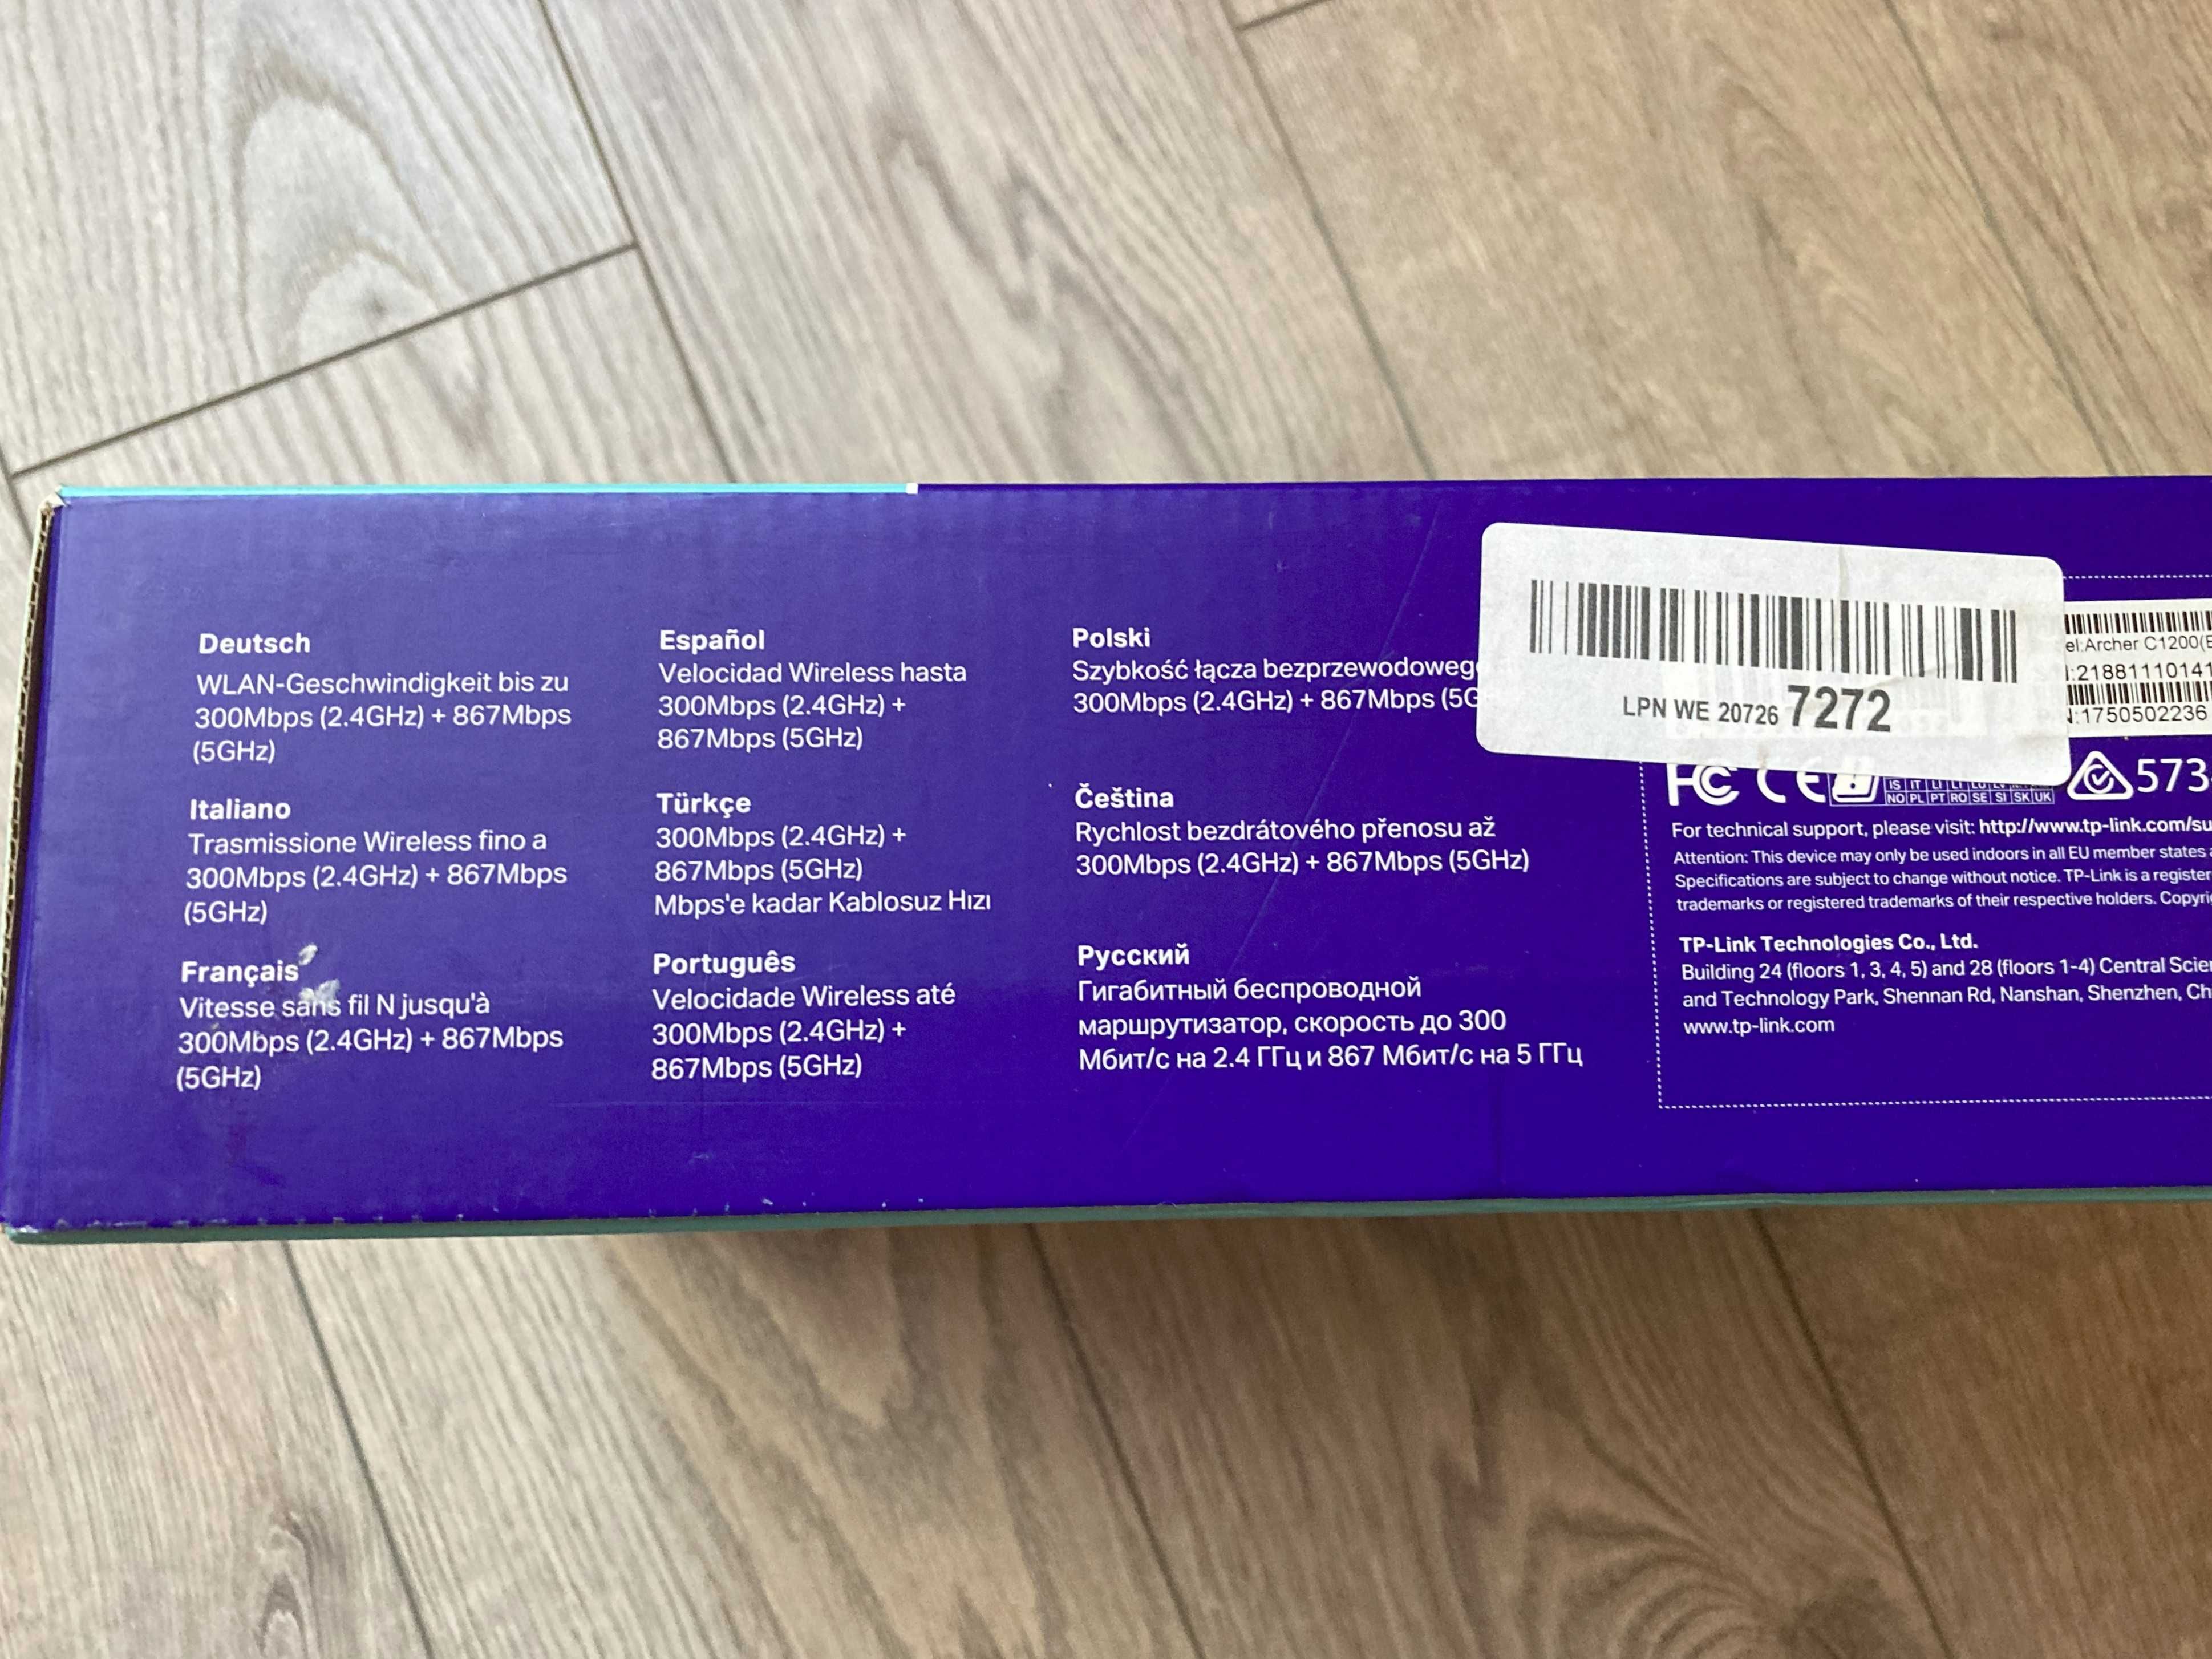 Deutsch
WLAN-Geschwindigkeit bis zu
300Mbps (2.4GHz) + 867Mbps
(5GHz)
Italiano
Trasmissione Wireless fino a
300Mbps (2.4GHz) + 867Mbps
(5GHz)
Français
Vitesse sans fil N jusqu'à
300Mbps (2.4GHz) + 867Mbps
(5GHz)
Español
Velocidad Wireless hasta
300Mbps (2.4GHz) +
867Mbps (5GHz)
Türkçe
300Mbps (2.4GHz) +
867Mbps (5GHz)
Mbps'e kadar Kablosuz Hızı
Português
Velocidade Wireless até
300Mbps (2.4GHz) +
867Mbps (5GHz)
Polski
Szybkość łącza bezprzewodoweg
300Mbps (2.4GHz) + 867Mbps (5G
Čeština
Rychlost bezdrátového přenosu až
300Mbps (2.4GHz) + 867Mbps (5GHz)
Русский
Гигабитный беспроводной
маршрутизатор, скорость до 300
Мбит/с на 2.4 ГГц и 867 Мбит/с на 5 ГГц
LPN WE 20726 7272
el:Archer C1200(E
:21881110141
N:1750502236
FC CE 573
IS IT LI LT LU LV
NO PL PT RO SE SI SK UK
For technical support, please visit: http://www.tp-link.com/su
Attention: This device may only be used indoors in all EU member states
Specifications are subject to change without notice. TP-Link is a register
trademarks or registered trademarks of their respective holders. Copyri
TP-Link Technologies Co., Ltd.
Building 24 (floors 1, 3, 4, 5) and 28 (floors 1-4) Central Scie
and Technology Park, Shennan Rd, Nanshan, Shenzhen, Ch
www.tp-link.com